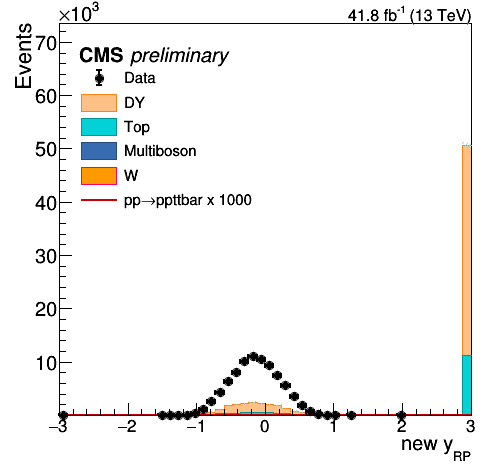 ×10³
41.8 fb⁻¹ (13 TeV)
Events
CMS preliminary
Data
DY
Top
Multiboson
W
pp→ppttbar x 1000
70
60
50
40
30
20
10
−3 −2 −1 0 1 2 3
new y_RP